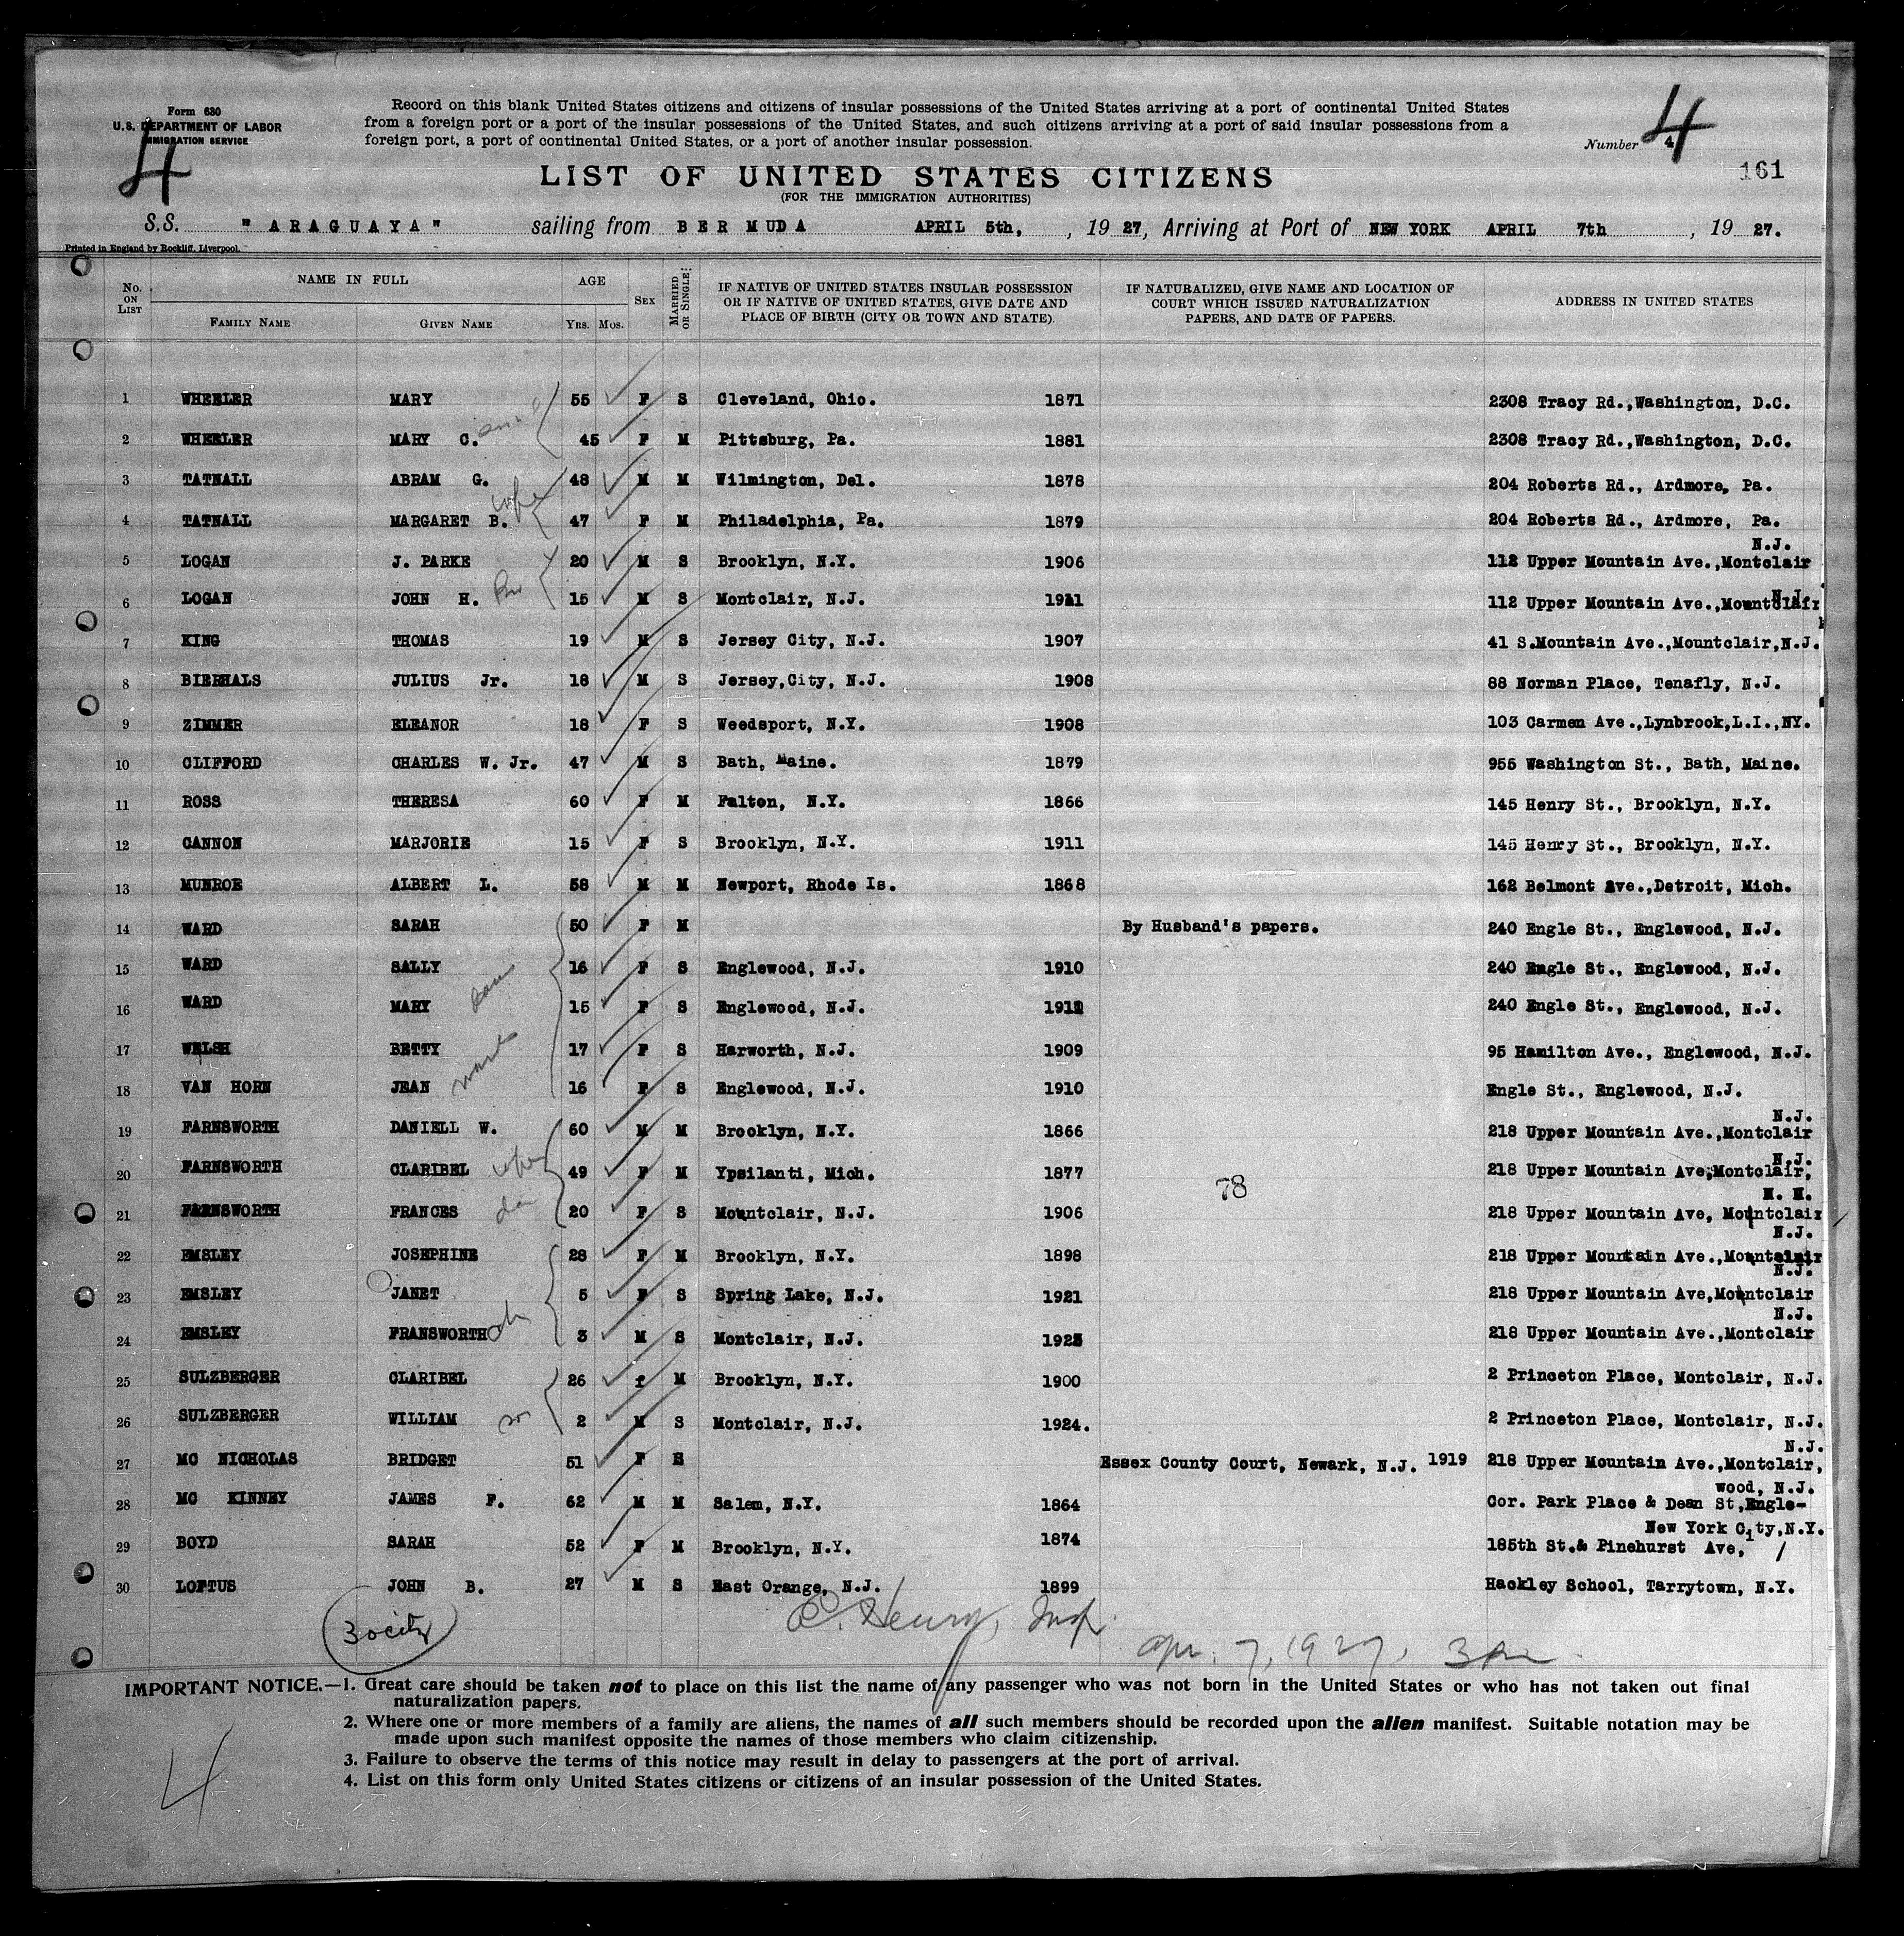 Form 630
U.S. DEPARTMENT OF LABOR
IMMIGRATION SERVICE
4
Record on this blank United States citizens and citizens of insular possessions of the United States arriving at a port of continental United States
from a foreign port or a port of the insular possessions of the United States, and such citizens arriving at a port of said insular possessions from a
foreign port, a port of continental United States, or a port of another insular possession.
Number 4
4
161
LIST OF UNITED STATES CITIZENS
(FOR THE IMMIGRATION AUTHORITIES)
S.S. "ARAGUAYA" sailing from BERMUDA APRIL 5th, , 19 27, Arriving at Port of NEW YORK APRIL 7th , 19 27.
Printed in England by Rockliff, Liverpool.
No. ON LIST NAME IN FULL FAMILY NAME GIVEN NAME AGE YRS. MOS. SEX MARRIED OR SINGLE IF NATIVE OF UNITED STATES INSULAR POSSESSION OR IF NATIVE OF UNITED STATES, GIVE DATE AND PLACE OF BIRTH (CITY OR TOWN AND STATE). IF NATURALIZED, GIVE NAME AND LOCATION OF COURT WHICH ISSUED NATURALIZATION PAPERS, AND DATE OF PAPERS. ADDRESS IN UNITED STATES
1 WHEELER MARY 55 F S Cleveland, Ohio. 1871 2308 Tracy Rd.,Washington, D.C.
2 WHEELER MARY C. 45 F M Pittsburg, Pa. 1881 2308 Tracy Rd.,Washington, D.C.
3 TATNALL ABRAM G. 48 M M Wilmington, Del. 1878 204 Roberts Rd., Ardmore, Pa.
4 TATNALL MARGARET B. wife 47 F M Philadelphia, Pa. 1879 204 Roberts Rd., Ardmore, Pa.
N.J.
5 LOGAN J. PARKE 20 M S Brooklyn, N.Y. 1906 112 Upper Mountain Ave.,Montclair
N.J.
6 LOGAN JOHN H. Bro 15 M S Montclair, N.J. 1911 112 Upper Mountain Ave.,Mountclair
7 KING THOMAS 19 M S Jersey City, N.J. 1907 41 S.Mountain Ave.,Mountclair,N.J.
8 BIERHALS JULIUS Jr. 18 M S Jersey,City, N.J. 1908 88 Norman Place, Tenafly, N.J.
9 ZIMMER ELEANOR 18 F S Weedsport, N.Y. 1908 103 Carmen Ave.,Lynbrook,L.I.,NY.
10 CLIFFORD CHARLES W. Jr. 47 M S Bath, Maine. 1879 955 Washington St., Bath, Maine.
11 ROSS THERESA 60 F M Falton, N.Y. 1866 145 Henry St., Brooklyn, N.Y.
12 CANNON MARJORIE 15 F S Brooklyn, N.Y. 1911 145 Henry St., Brooklyn, N.Y.
13 MUNROE ALBERT L. 58 M M Newport, Rhode Is. 1868 162 Belmont Ave.,Detroit, Mich.
14 WARD SARAH 50 F M By Husband's papers. 240 Engle St., Englewood, N.J.
15 WARD SALLY 16 F S Englewood, N.J. 1910 240 Engle St., Englewood, N.J.
16 WARD MARY 15 F S Englewood, N.J. 1912 240 Engle St., Englewood, N.J.
17 WELSH BETTY 17 F S Harworth, N.J. 1909 95 Hamilton Ave., Englewood, N.J.
18 VAN HORN JEAN 16 F S Englewood, N.J. 1910 Engle St., Englewood, N.J.
N.J.
19 FARNSWORTH DANIELL W. 60 M M Brooklyn, N.Y. 1866 218 Upper Mountain Ave.,Montclair
N.J.
20 FARNSWORTH CLARIBEL wife 49 F M Ypsilanti, Mich. 1877 218 Upper Mountain Ave,Montclair,
78
21 FARNSWORTH FRANCES da 20 F S Mountclair, N.J. 1906 218 Upper Mountain Ave, Mountclair
N.J.
22 EMSLEY JOSEPHINE 28 F M Brooklyn, N.Y. 1898 218 Upper Mountain Ave.,Mountclair
N.J.
23 EMSLEY JANET 5 F S Spring Lake, N.J. 1921 218 Upper Mountain Ave,Mountclair
N.J.
24 EMSLEY FRANSWORTH ch 3 M S Montclair, N.J. 1923 218 Upper Mountain Ave.,Montclair
25 SULZBERGER CLARIBEL 26 f M Brooklyn, N.Y. 1900 2 Princeton Place, Montclair, N.J.
26 SULZBERGER WILLIAM son 2 M S Montclair, N.J. 1924. 2 Princeton Place, Montclair, N.J.
N.J.
27 MC NICHOLAS BRIDGET 51 F S Essex County Court, Newark, N.J. 1919 218 Upper Mountain Ave.,Montclair,
wood, N.J.
28 MC KINNEY JAMES F. 62 M M Salem, N.Y. 1864 Cor. Park Place & Dean St,Engle-
New York City,N.Y.
29 BOYD SARAH 52 F M Brooklyn, N.Y. 1874 185th St.& Pinehurst Ave,
30 LOFTUS JOHN B. 27 M S East Orange, N.J. 1899 Hackley School, Tarrytown, N.Y.
30 citz
C. Henry, Insp.
Apr. 7, 1927,
IMPORTANT NOTICE.—1. Great care should be taken not to place on this list the name of any passenger who was not born in the United States or who has not taken out final
naturalization papers.
2. Where one or more members of a family are aliens, the names of all such members should be recorded upon the alien manifest. Suitable notation may be
made upon such manifest opposite the names of those members who claim citizenship.
3. Failure to observe the terms of this notice may result in delay to passengers at the port of arrival.
4. List on this form only United States citizens or citizens of an insular possession of the United States.
4